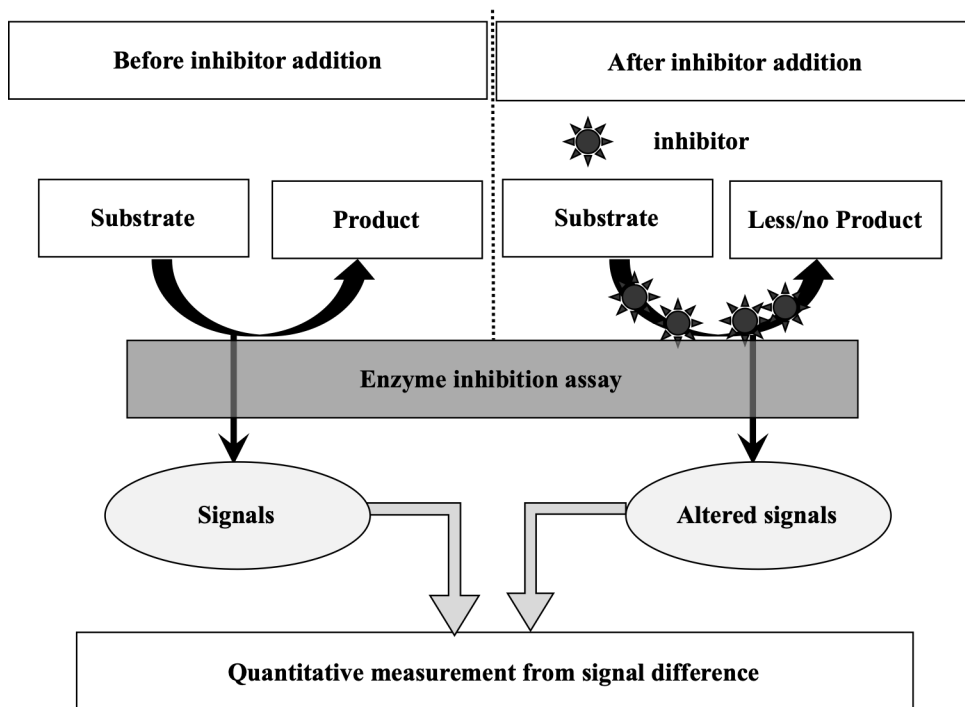 Before inhibitor addition
After inhibitor addition
inhibitor
Substrate
Product
Substrate
Less/no Product
Enzyme inhibition assay
Signals
Altered signals
Quantitative measurement from signal difference